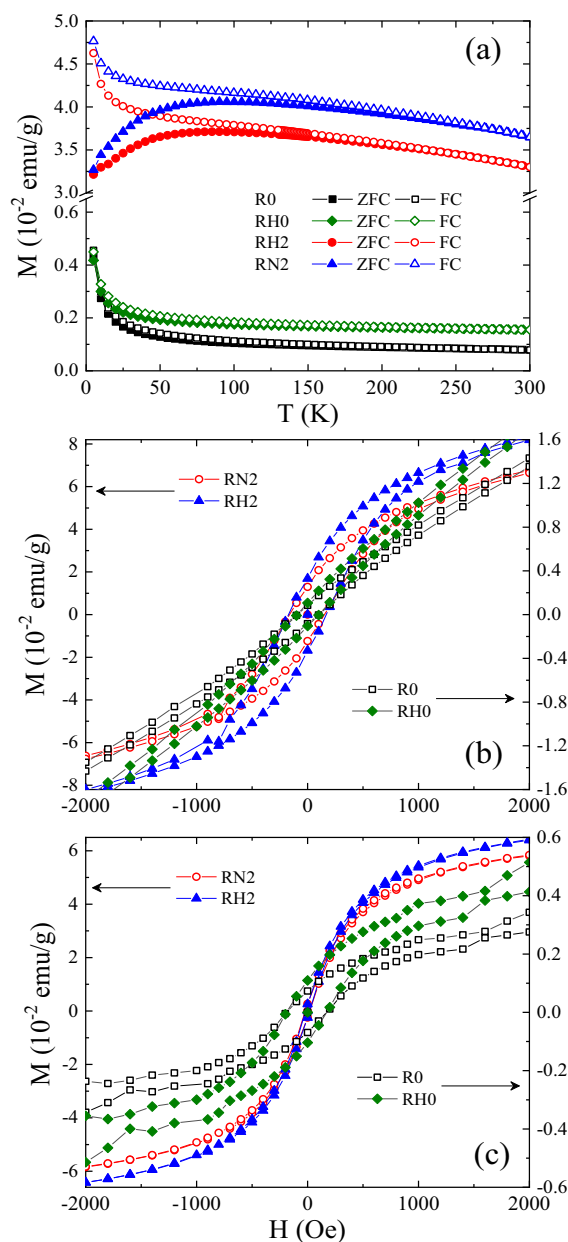 (a)
5.0
4.5
4.0
3.5
3.0
0.6
0.4
0.2
0.0
M (10⁻² emu/g)
R0 ZFC FC
RH0 ZFC FC
RH2 ZFC FC
RN2 ZFC FC
0 50 100 150 200 250 300
T (K)
8
6
4
2
0
-2
-4
-6
-8
M (10⁻² emu/g)
RN2
RH2
1.6
1.2
0.8
0.4
0.0
-0.4
-0.8
-1.2
-1.6
R0
RH0
(b)
-2000 -1000 0 1000 2000
6
4
2
0
-2
-4
-6
M (10⁻² emu/g)
RN2
RH2
0.6
0.4
0.2
0.0
-0.2
-0.4
-0.6
R0
RH0
(c)
-2000 -1000 0 1000 2000
H (Oe)